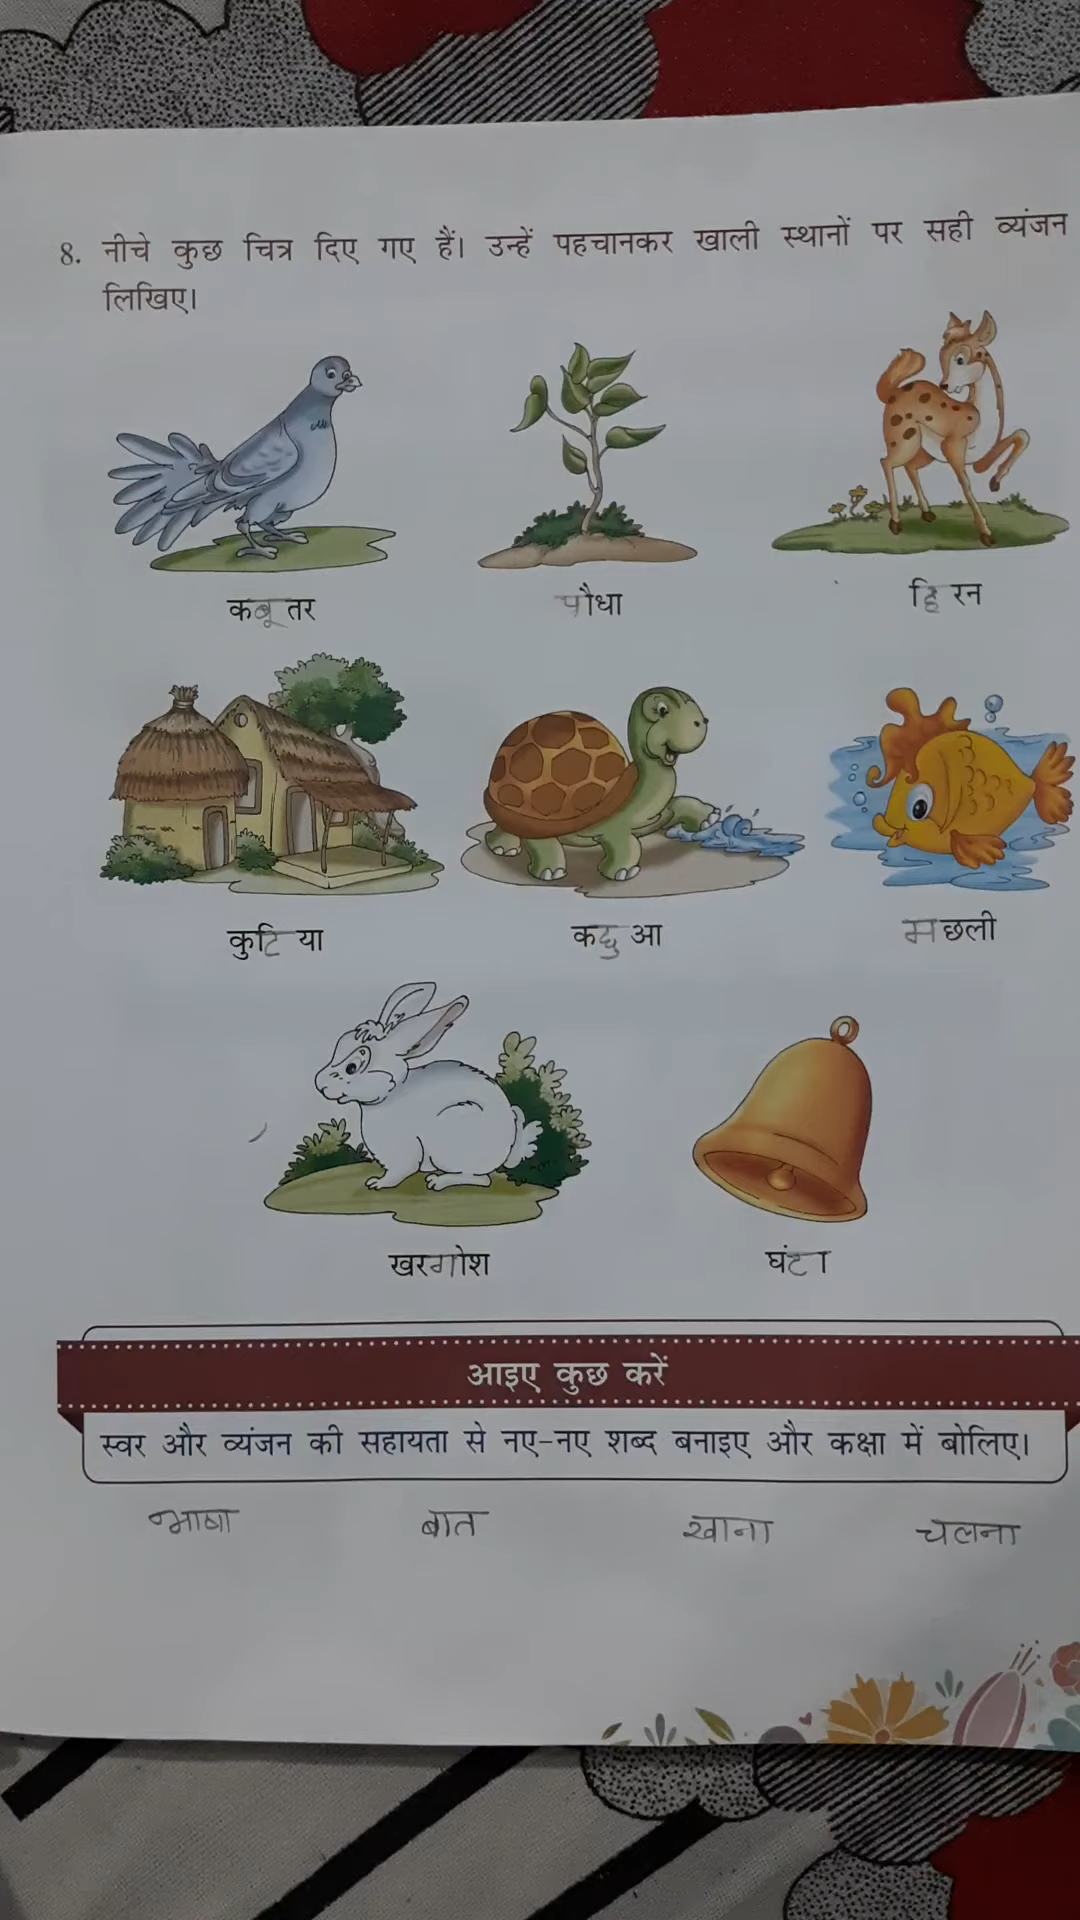 8. नीचे कुछ चित्र दिए गए हैं। उन्हें पहचानकर खाली स्थानों पर सही व्यंजन
लिखिए।
कबूतर पौधा हिरन
कुटिया कछुआ मछली
खरगोश घंटा
आइए कुछ करें
स्वर और व्यंजन की सहायता से नए-नए शब्द बनाइए और कक्षा में बोलिए।
भाषा बात खाना चलना